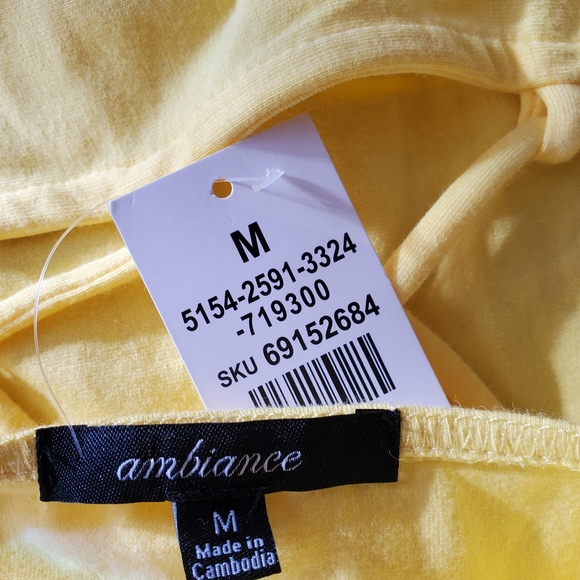 M
5154-2591-3324
-719300
SKU 69152684
ambiance
M
Made in
Cambodia